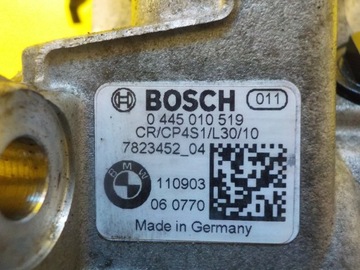 BOSCH 011
0 445 010 519
CR/CP4S1/L30/10
7823452_04
BMW
110903
06 0770
Made in Germany